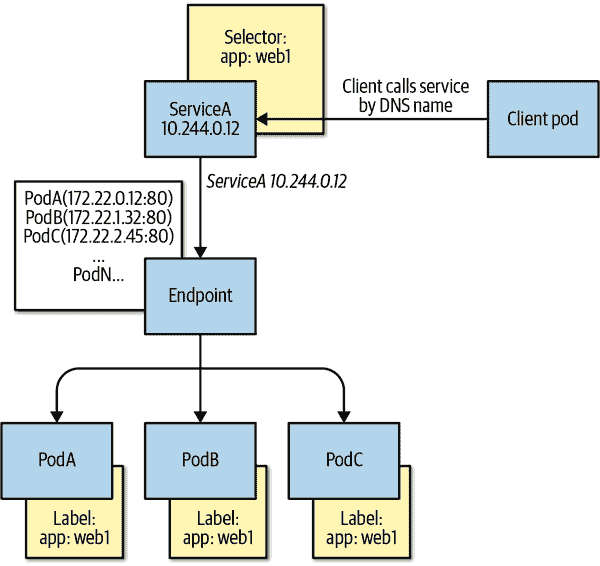 Selector:
app: web1
ServiceA
10.244.0.12
Client calls service
by DNS name
Client pod
ServiceA 10.244.0.12
PodA(172.22.0.12:80)
PodB(172.22.1.32:80)
PodC(172.22.2.45:80)
...
PodN...
Endpoint
PodA
Label:
app: web1
PodB
Label:
app: web1
PodC
Label:
app: web1